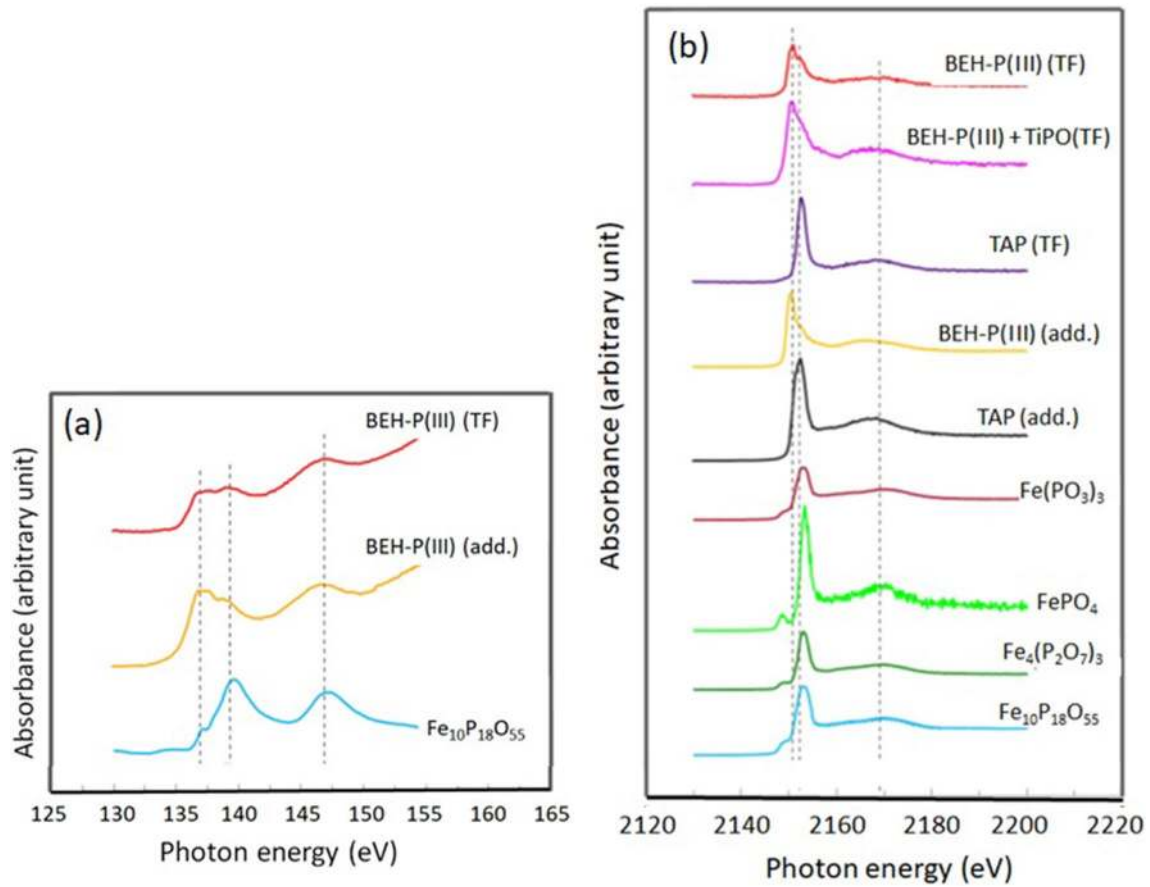 (a)
BEH-P(III) (TF)
BEH-P(III) (add.)
Fe₁₀P₁₈O₅₅
Absorbance (arbitrary unit)
125 130 135 140 145 150 155 160 165
Photon energy (eV)
(b)
BEH-P(III) (TF)
BEH-P(III) + TiPO(TF)
TAP (TF)
BEH-P(III) (add.)
TAP (add.)
Fe(PO₃)₃
FePO₄
Fe₄(P₂O₇)₃
Fe₁₀P₁₈O₅₅
Absorbance (arbitrary unit)
2120 2140 2160 2180 2200 2220
Photon energy (eV)